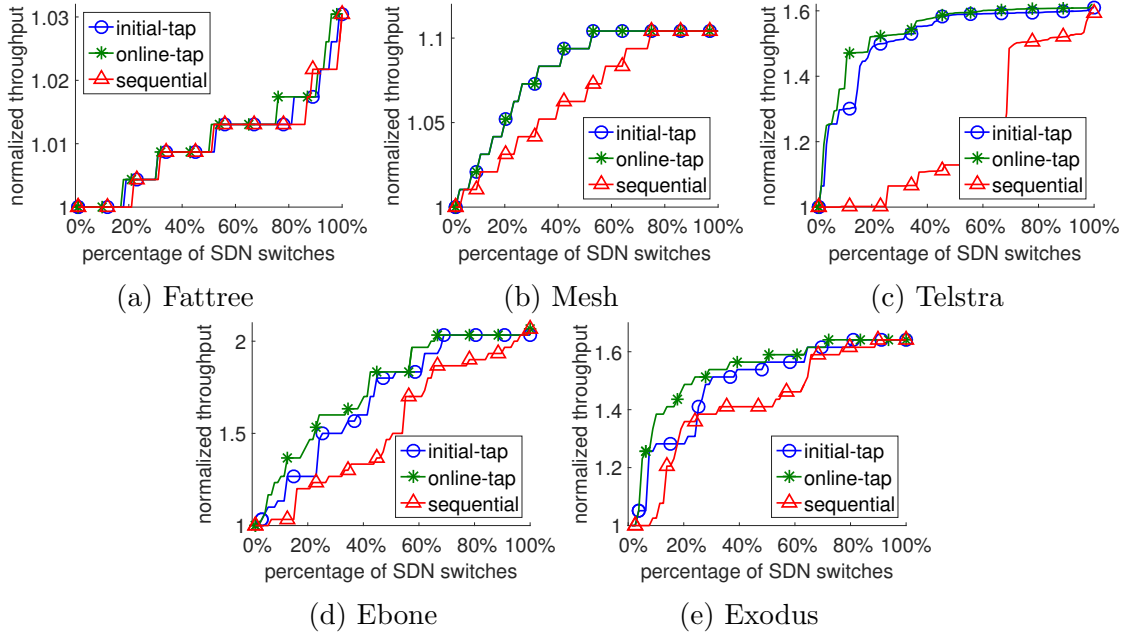 normalized throughput
1.03
1.02
1.01
1
initial-tap
online-tap
sequential
0% 20% 40% 60% 80% 100%
percentage of SDN switches
(a) Fattree
normalized throughput
1.1
1.05
1
initial-tap
online-tap
sequential
0% 20% 40% 60% 80% 100%
percentage of SDN switches
(b) Mesh
normalized throughput
1.6
1.4
1.2
1
initial-tap
online-tap
sequential
0% 20% 40% 60% 80% 100%
percentage of SDN switches
(c) Telstra
normalized throughput
2
1.5
1
initial-tap
online-tap
sequential
0% 20% 40% 60% 80% 100%
percentage of SDN switches
(d) Ebone
normalized throughput
1.6
1.4
1.2
1
initial-tap
online-tap
sequential
0% 20% 40% 60% 80% 100%
percentage of SDN switches
(e) Exodus